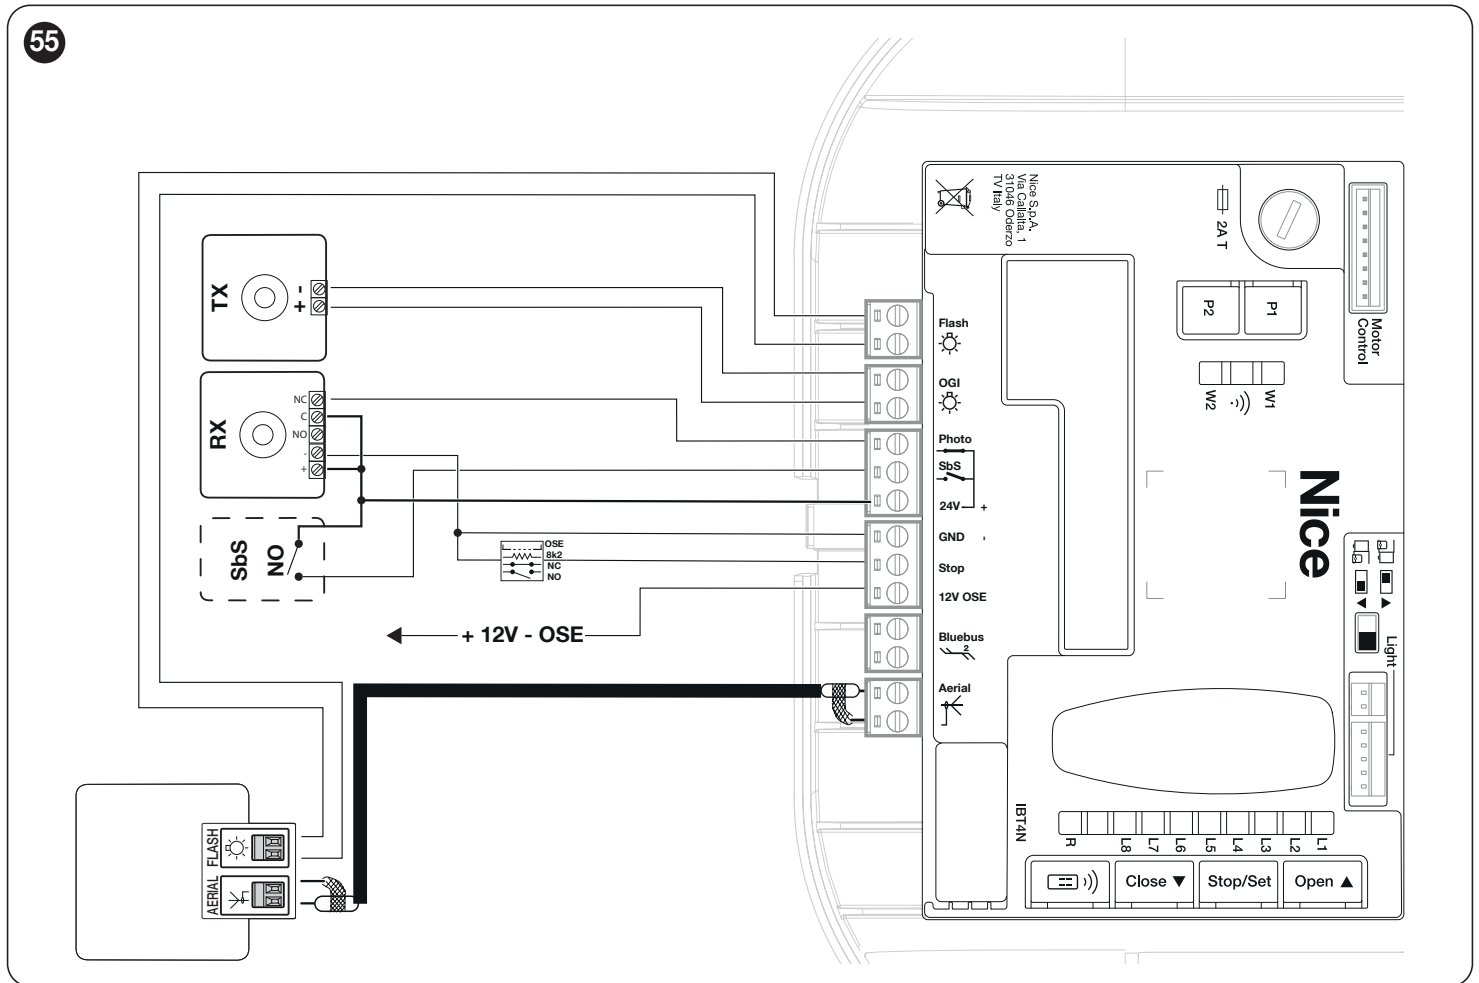 55
Nice S.p.A.
Via Callalta, 1
31046 Oderzo
TV Italy
2A T
Motor
Control
P2
P1
W2
W1
TX
-
+
RX
NC
C
NO
-
+
SbS
NO
OSE
8k2
NC
NO
+ 12V - OSE
Flash
OGI
Photo
SbS
24V +
GND -
Stop
12V OSE
Bluebus
2
Aerial
Nice
Light
IBT4N
R
L8
L7
L6
L5
L4
L3
L2
L1
Close ▼
Stop/Set
Open ▲
FLASH
AERIAL